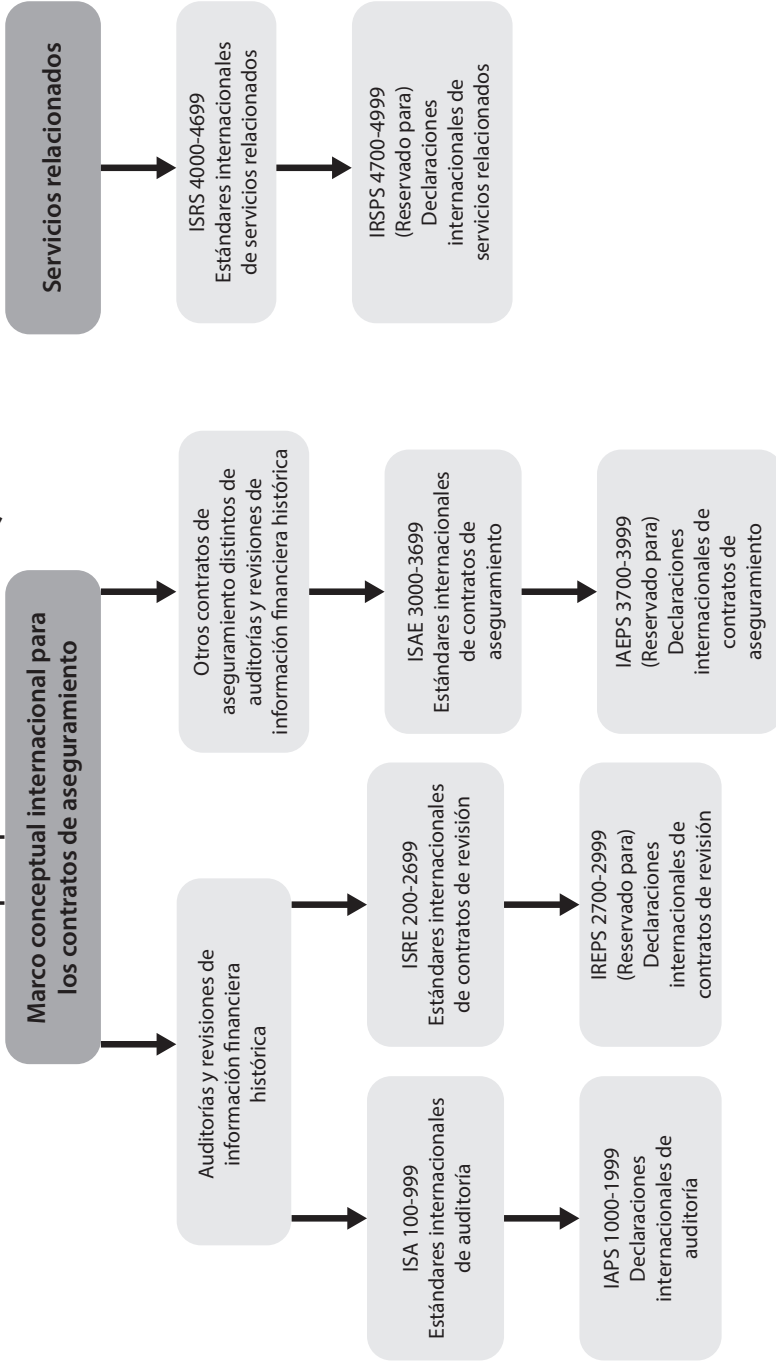 Marco conceptual internacional para
los contratos de aseguramiento
Servicios relacionados
Auditorías y revisiones de
información financiera
histórica
Otros contratos de
aseguramiento distintos de
auditorías y revisiones de
información financiera histórica
ISRS 4000-4699
Estándares internacionales
de servicios relacionados
ISA 100-999
Estándares internacionales
de auditoría
ISRE 200-2699
Estándares internacionales
de contratos de revisión
ISAE 3000-3699
Estándares internacionales
de contratos de
aseguramiento
IRSPS 4700-4999
(Reservado para)
Declaraciones
internacionales de
servicios relacionados
IAPS 1000-1999
Declaraciones
internacionales de
auditoría
IREPS 2700-2999
(Reservado para)
Declaraciones
internacionales de
contratos de revisión
IAEPS 3700-3999
(Reservado para)
Declaraciones
internacionales de
contratos de
aseguramiento